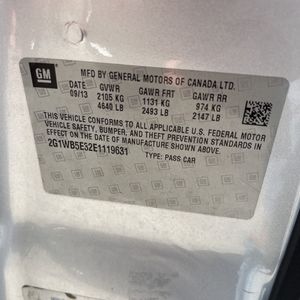 GM
MFD BY GENERAL MOTORS OF CANADA LTD.
DATE GVWR GAWR FRT GAWR RR
09/13 2105 KG 1131 KG 974 KG
4640 LB 2493 LB 2147 LB
THIS VEHICLE CONFORMS TO ALL APPLICABLE U.S. FEDERAL MOTOR
VEHICLE SAFETY, BUMPER, AND THEFT PREVENTION STANDARDS IN
EFFECT ON THE DATE OF MANUFACTURE SHOWN ABOVE.
2G1WB5E32E1119631 TYPE: PASS CAR